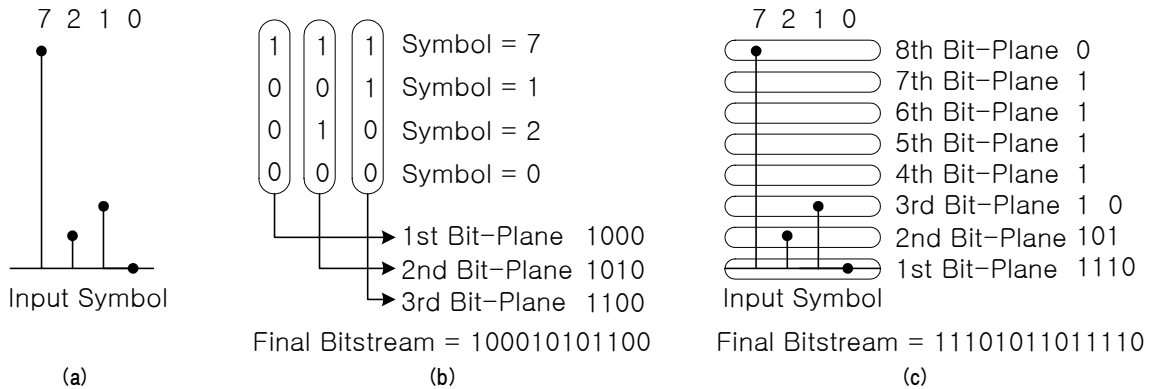 7 2 1 0
Input Symbol
(a)
1 1 1 Symbol = 7
0 0 1 Symbol = 1
0 1 0 Symbol = 2
0 0 0 Symbol = 0
1st Bit-Plane 1000
2nd Bit-Plane 1010
3rd Bit-Plane 1100
Final Bitstream = 100010101100
(b)
7 2 1 0
8th Bit-Plane 0
7th Bit-Plane 1
6th Bit-Plane 1
5th Bit-Plane 1
4th Bit-Plane 1
3rd Bit-Plane 1 0
2nd Bit-Plane 101
1st Bit-Plane 1110
Input Symbol
Final Bitstream = 11101011011110
(c)